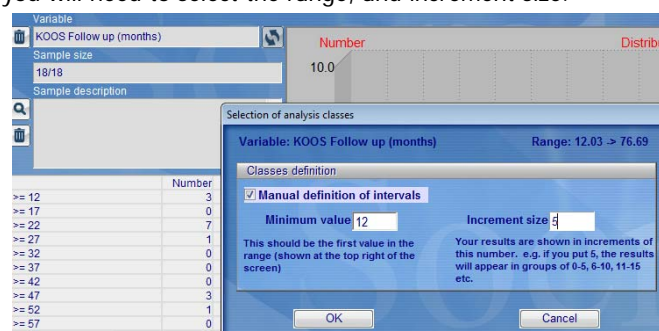 you will need to select the range, and increment size.
Variable
KOOS Follow up (months)
Sample size
18/18
Sample description
Number
Distrib
10.0
Selection of analysis classes
Variable: KOOS Follow up (months)
Range: 12.03 -> 76.69
Classes definition
Manual definition of intervals
Minimum value 12
Increment size 5
This should be the first value in the
range (shown at the top right of the
screen)
Your results are shown in increments of
this number. e.g. if you put 5, the results
will appear in groups of 0-5, 6-10, 11-15
etc.
OK
Cancel
Number
>= 12 3
>= 17 0
>= 22 7
>= 27 1
>= 32 0
>= 37 0
>= 42 0
>= 47 3
>= 52 1
>= 57 0